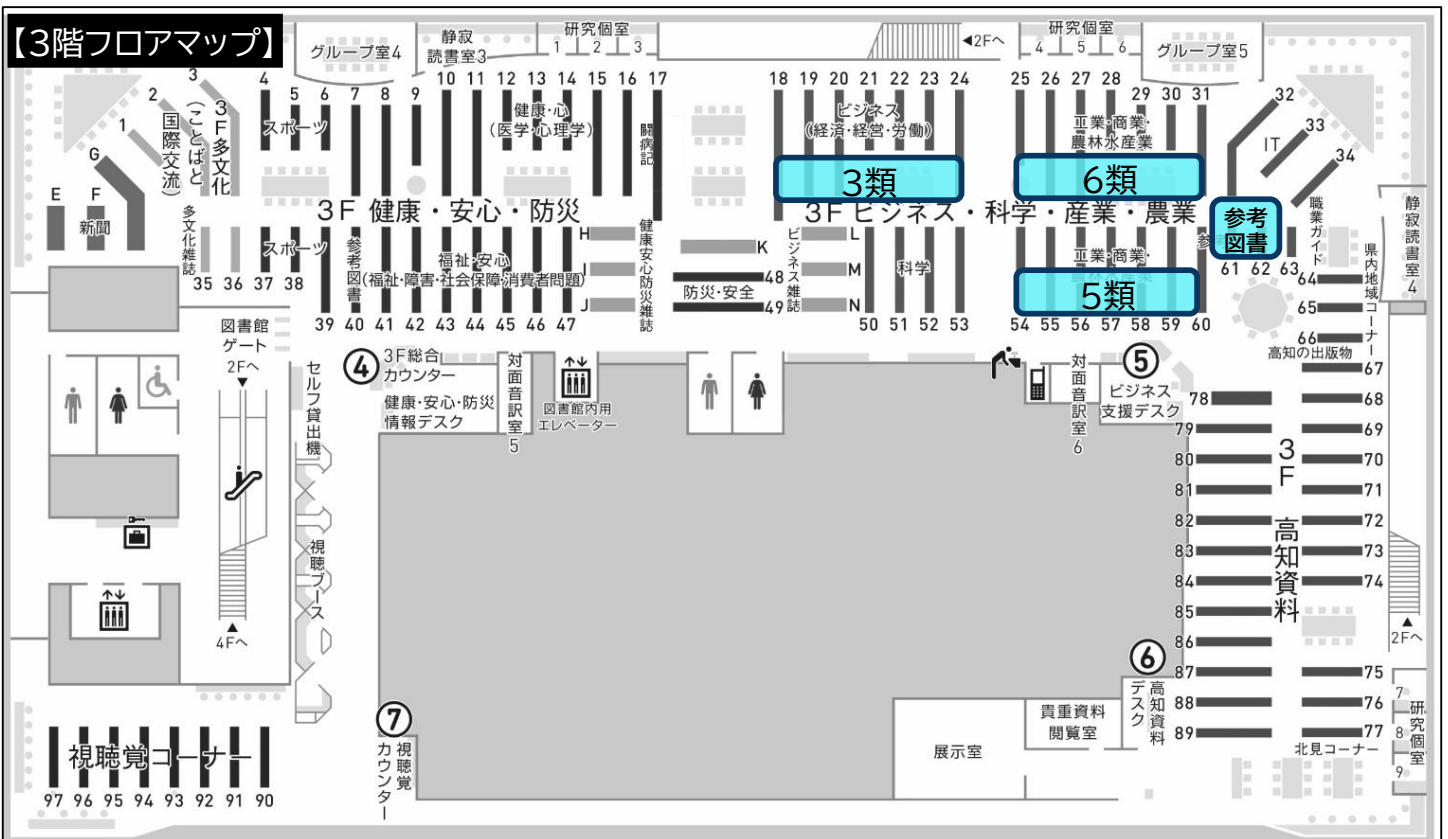 【3階フロアマップ】
グループ室4
静寂
読書室3
研究個室
1 2 3
◀2Fへ
研究個室
4 5 6
グループ室5
1
2
3
4
5
6
7
8
9
10
11
12
13
14
15
16
17
18
19
20
21
22
23
24
25
26
27
28
29
30
31
32
33
34
E
F
G
新聞
国際交流
3F多文化
(ことばと
)
多文化雑誌
スポーツ
健康・心
(医学・心理学)
闘病記
ビジネス
(経済・経営・労働)
工業・商業・
農林水産業
IT
3類
6類
3F 健康・安心・防災
3F ビジネス・科学・産業・農業
参考
図書
職業ガイド
静寂読書室4
スポーツ
参考図書
福祉・安心
(福祉・障害・社会保障・消費者問題)
H
I
J
健康安心防災雑誌
K
48
防災・安全
49
ビジネス雑誌
L
M
N
科学
工業・商業・
5類
61
62
63
64
65
66
県内地域コーナー
高知の出版物
35
36
37
38
39
40
41
42
43
44
45
46
47
50
51
52
53
54
55
56
57
58
59
60
図書館
ゲート
2Fへ
▼
セルフ貸出機
④
3F総合
カウンター
健康・安心・防災
情報デスク
対面音訳室5
図書館内用
エレベーター
対面音訳室6
⑤
ビジネス
支援デスク
67
68
69
70
71
72
73
74
75
76
77
78
79
80
81
82
83
84
85
86
87
88
89
3F 高知資料
視聴ブース
▲
4Fへ
▲
2Fへ
⑥
高知資料
デスク
貴重資料
閲覧室
展示室
北見コーナー
7
8
9
研究個室
⑦
視聴覚
カウンター
視聴覚コーナー
97 96 95 94 93 92 91 90